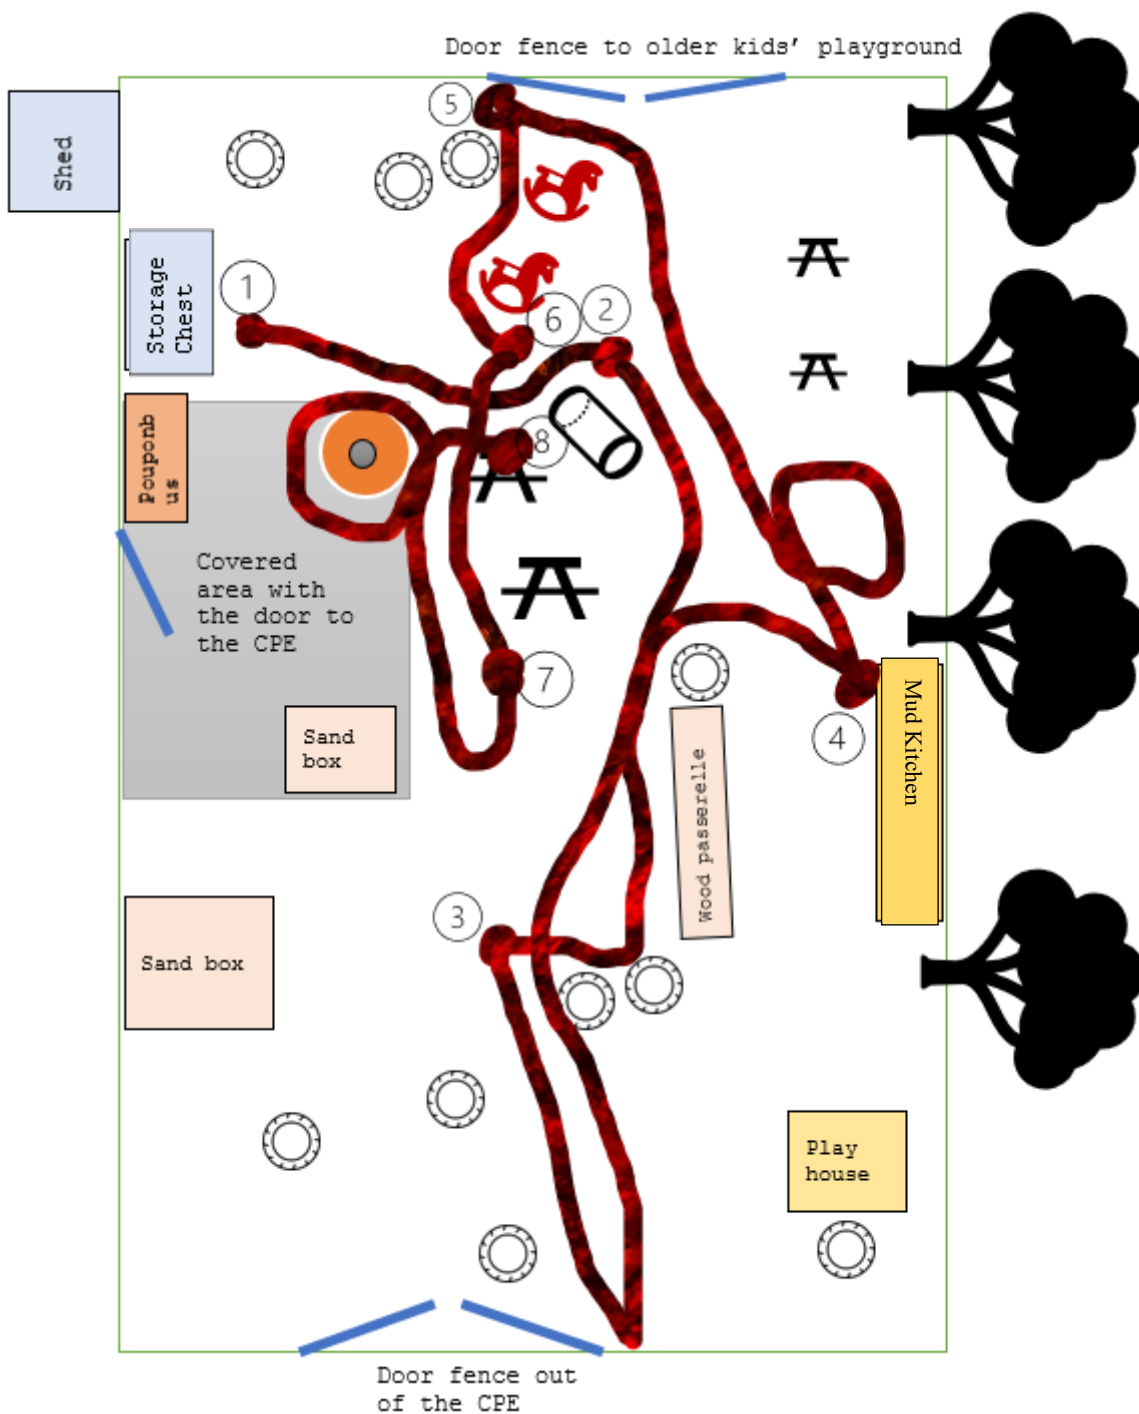 Door fence to older kids’ playground
5
Shed
1
Storage
Chest
6
2
Pouponb
us
8
Covered
area with
the door to
the CPE
7
Sand
box
4
Mud Kitchen
Wood passerelle
3
Sand box
Play
house
Door fence out
of the CPE